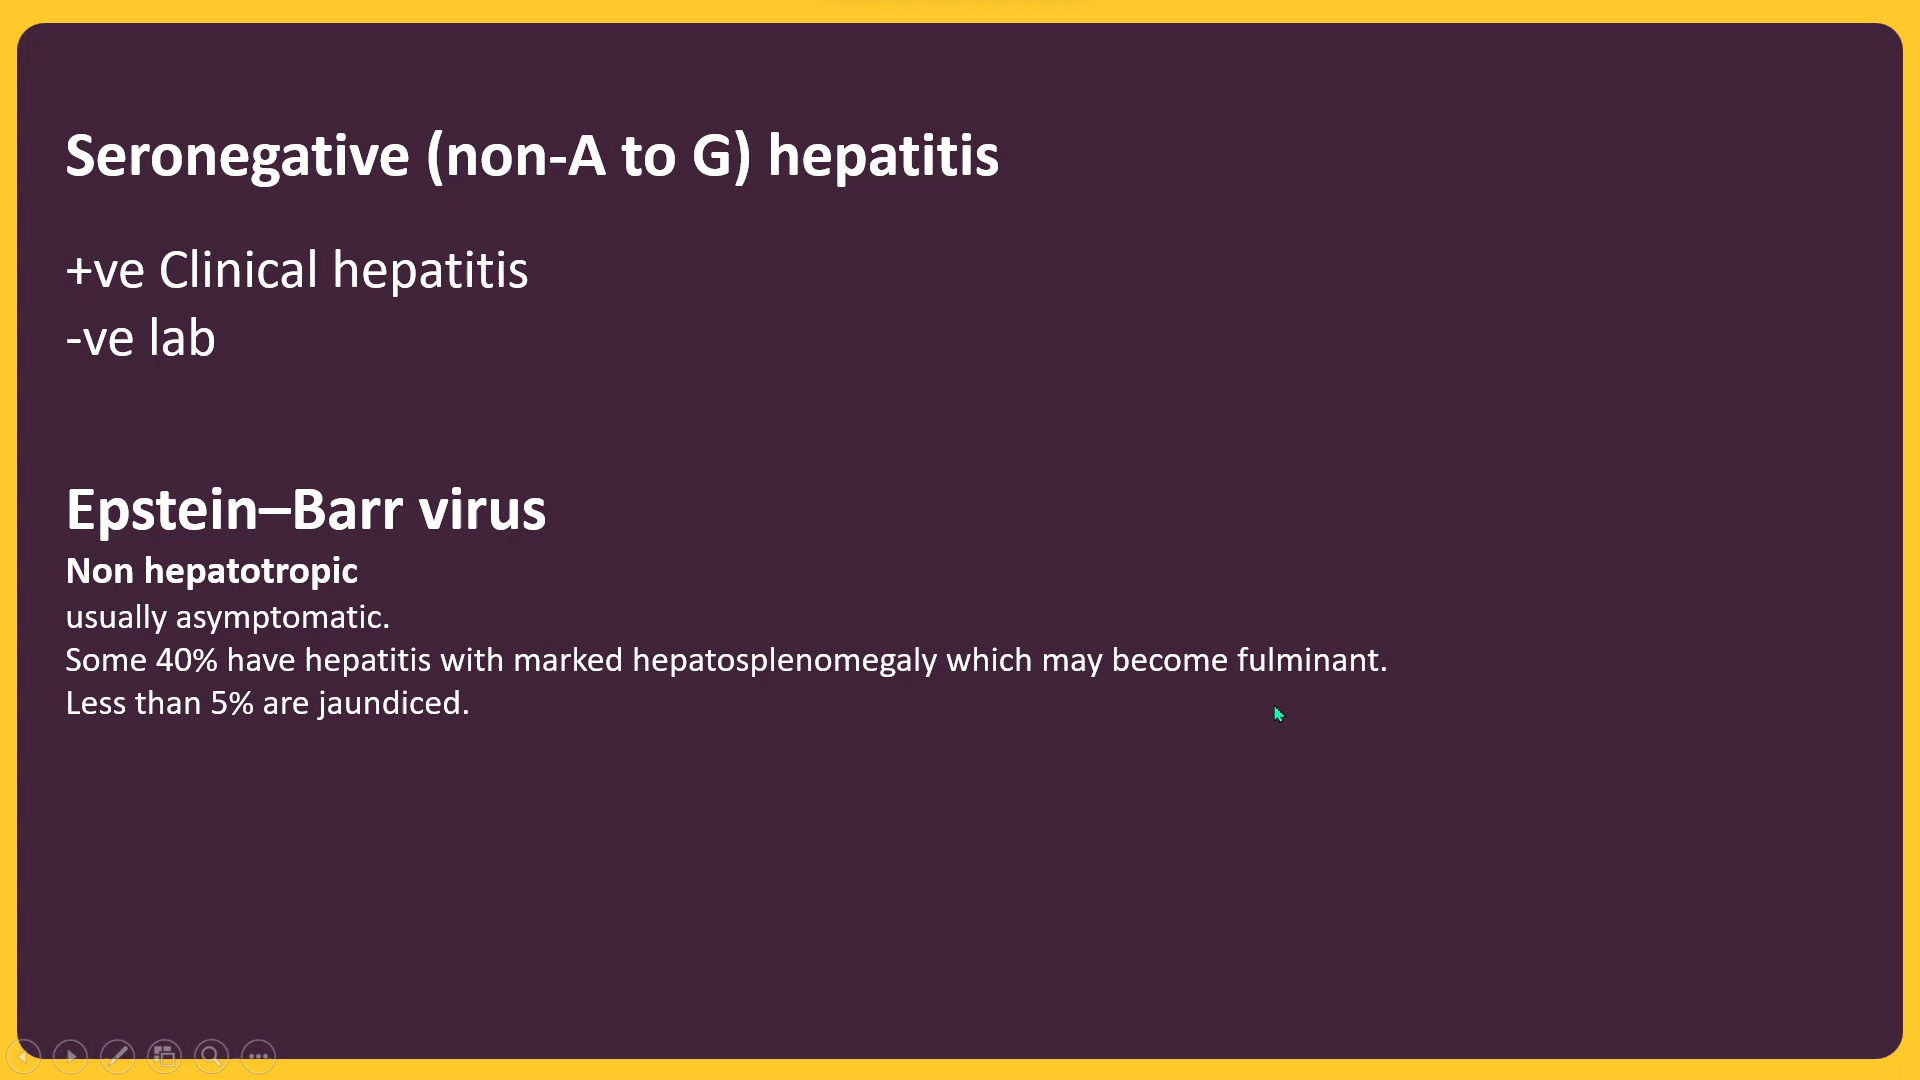 Seronegative (non-A to G) hepatitis
+ve Clinical hepatitis
-ve lab
Epstein–Barr virus
Non hepatotropic
usually asymptomatic.
Some 40% have hepatitis with marked hepatosplenomegaly which may become fulminant.
Less than 5% are jaundiced.